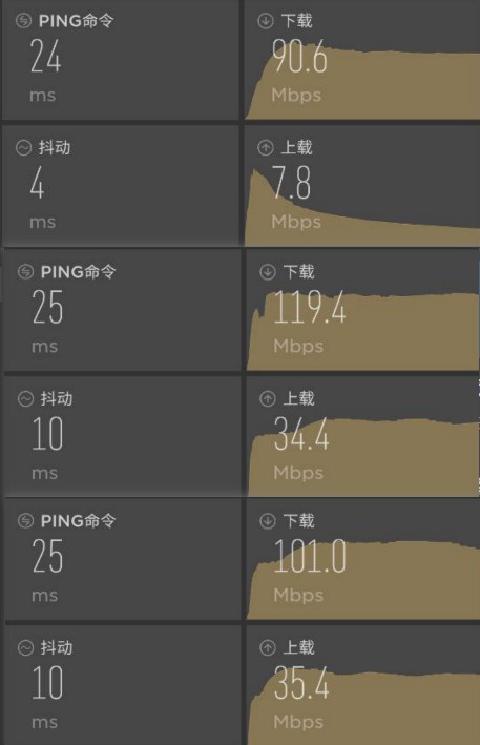 PING命令 下载
24 90.6
ms Mbps
抖动 上载
4 7.8
ms Mbps
PING命令 下载
25 119.4
ms Mbps
抖动 上载
10 34.4
ms Mbps
PING命令 下载
25 101.0
ms Mbps
抖动 上载
10 35.4
ms Mbps